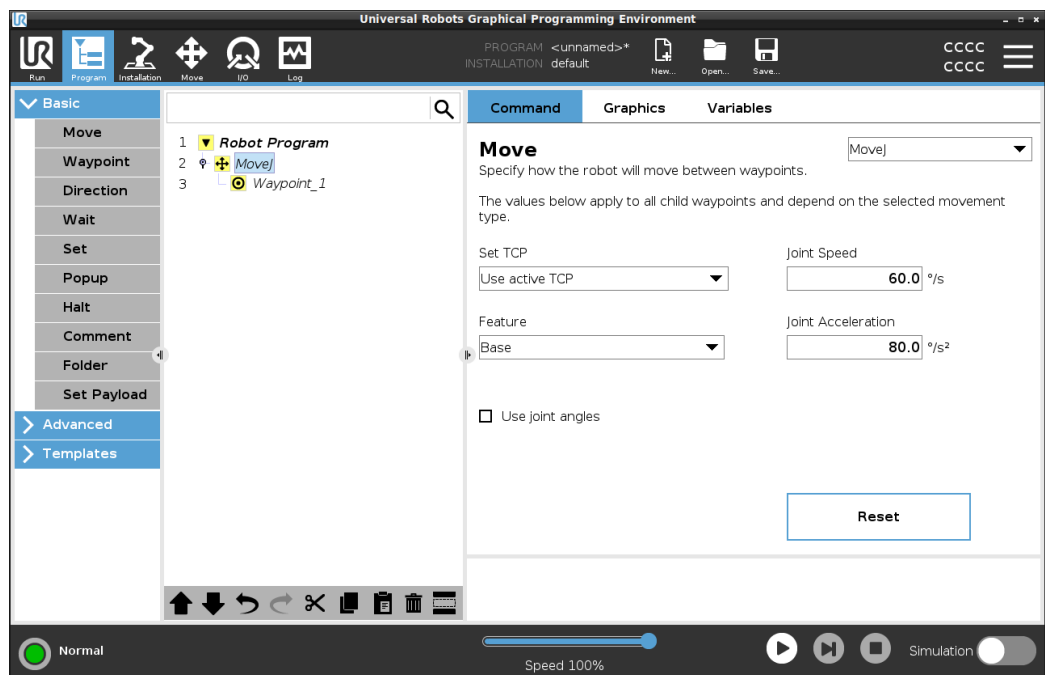 Universal Robots Graphical Programming Environment
UR
PROGRAM <unnamed>*
INSTALLATION default
CCCC
CCCC
Run Program Installation Move I/O Log New... Open... Save...
Basic
Move
Waypoint
Direction
Wait
Set
Popup
Halt
Comment
Folder
Set Payload
Advanced
Templates
1 Robot Program
2 MoveJ
3 Waypoint_1
Command Graphics Variables
Move
MoveJ
Specify how the robot will move between waypoints.
The values below apply to all child waypoints and depend on the selected movement
type.
Set TCP
Use active TCP
Joint Speed
60.0 °/s
Feature
Base
Joint Acceleration
80.0 °/s²
Use joint angles
Reset
Normal
Speed 100%
Simulation